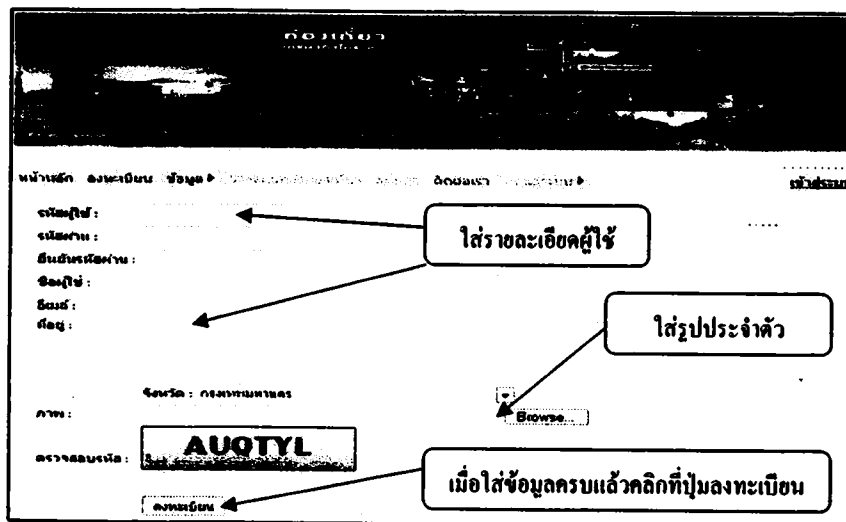 ท่องเที่ยว
หน้าหลัก ลงทะเบียน ข้อมูล ติดต่อเรา เข้าสู่ระบบ
รหัสผู้ใช้ :
ใส่รายละเอียดผู้ใช้
รหัสผ่าน :
ยืนยันรหัสผ่าน :
ชื่อผู้ใช้ :
อีเมล์ :
ที่อยู่ :
ใส่รูปประจำตัว
จังหวัด : กรุงเทพมหานคร
ภาพ :
Browse...
ตรวจสอบรหัส :
AUQTYL
เมื่อใส่ข้อมูลครบแล้วคลิกที่ปุ่มลงทะเบียน
ลงทะเบียน